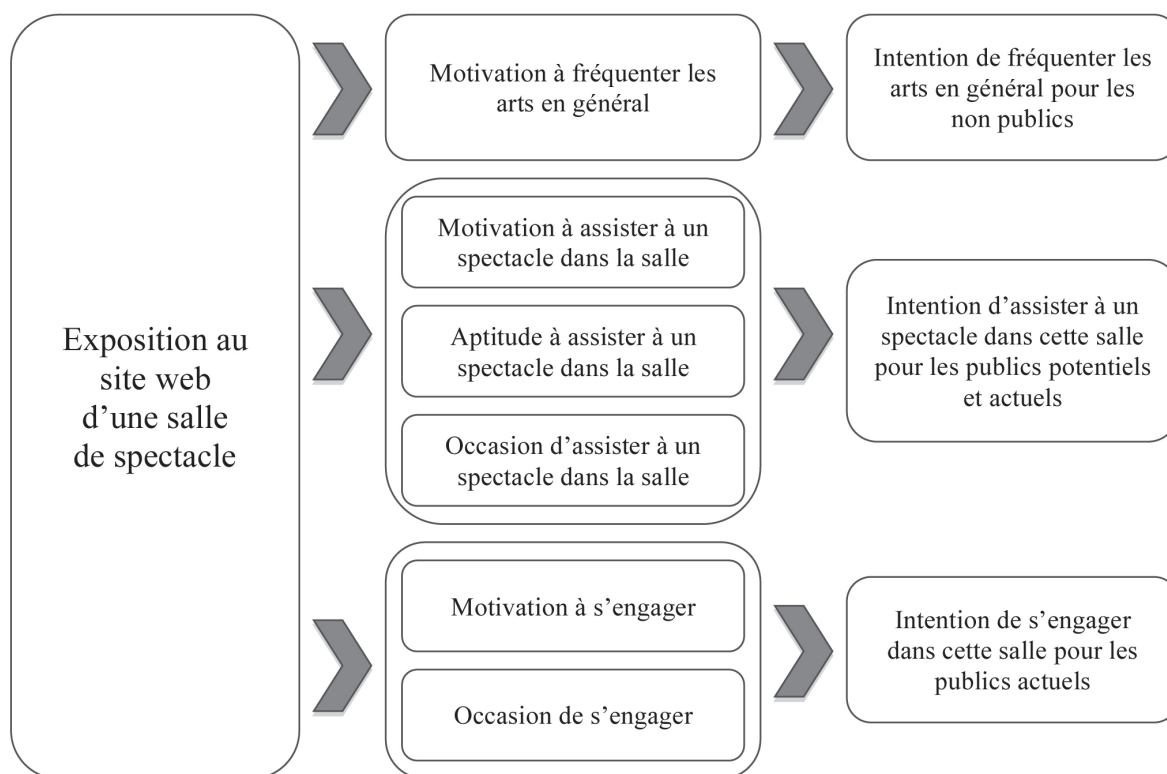 Exposition au
site web
d’une salle
de spectacle
Motivation à fréquenter les
arts en général
Intention de fréquenter les
arts en général pour les
non publics
Motivation à assister à un
spectacle dans la salle
Aptitude à assister à un
spectacle dans la salle
Occasion d’assister à un
spectacle dans la salle
Intention d’assister à un
spectacle dans cette salle
pour les publics potentiels
et actuels
Motivation à s’engager
Occasion de s’engager
Intention de s’engager
dans cette salle pour les
publics actuels